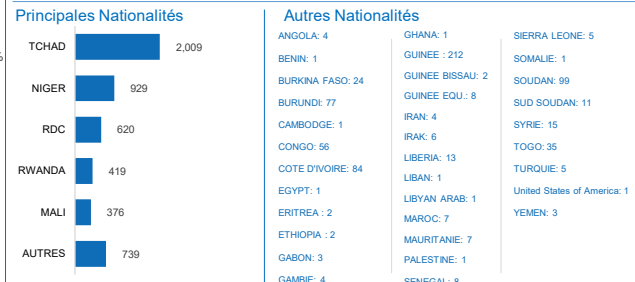 Principales Nationalités
%
TCHAD 2,009
NIGER 929
RDC 620
RWANDA 419
MALI 376
AUTRES 739
Autres Nationalités
ANGOLA: 4
BENIN: 1
BURKINA FASO: 24
BURUNDI: 77
CAMBODGE: 1
CONGO: 56
COTE D'IVOIRE: 84
EGYPT: 1
ERITREA : 2
ETHIOPIA : 2
GABON: 3
GAMBIE: 4
GHANA: 1
GUINEE : 212
GUINEE BISSAU: 2
GUINEE EQU.: 8
IRAN: 4
IRAK: 6
LIBERIA: 13
LIBAN: 1
LIBYAN ARAB: 1
MAROC: 7
MAURITANIE: 7
PALESTINE: 1
SENEGAL: 8
SIERRA LEONE: 5
SOMALIE: 1
SOUDAN: 99
SUD SOUDAN: 11
SYRIE: 15
TOGO: 35
TURQUIE: 5
United States of America: 1
YEMEN: 3